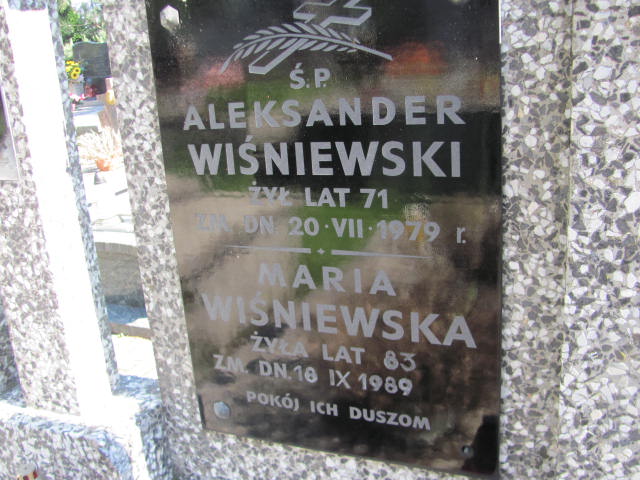 Ś.P.
ALEKSANDER
WIŚNIEWSKI
ŻYŁ LAT 71
ZM. DN. 20·VII·1979 r.
MARIA
WIŚNIEWSKA
ŻYŁA LAT 83
ZM. DN. 18 IX 1989
POKÓJ ICH DUSZOM